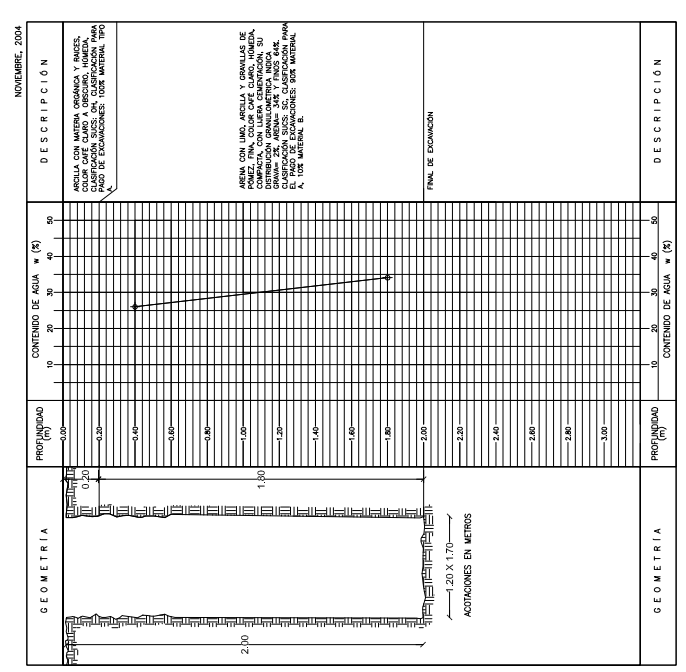 NOVIEMBRE, 2004
GEOMETRÍA
PROFUNDIDAD
(m)
CONTENIDO DE AGUA w (%)
10
20
30
40
50
DESCRIPCIÓN
0.00
0.20
0.40
0.60
0.80
1.00
1.20
1.40
1.60
1.80
2.00
2.20
2.40
2.60
2.80
3.00
0.20
1.80
2.00
1.20 X 1.70
ACOTACIONES EN METROS
ARCILLA CON MATERIA ORGÁNICA Y RAICES,
COLOR CAFÉ CLARO A OBSCURO, HÚMEDA,
CLASIFICACIÓN SUCS: OH, CLASIFICACIÓN PARA
PAGO DE EXCAVACIONES: 100% MATERIAL TIPO
A.
ARENA CON LIMO, ARCILLA Y GRAVILLAS DE
PÓMEZ, FINA, COLOR CAFÉ CLARO, HÚMEDA,
COMPACTA, CON LIJERA CEMENTACIÓN, SU
DISTRIBUCIÓN GRANULOMÉTRICA INDICA
GRAVA= 2%, ARENA= 34% Y FINOS 64%.
CLASIFICACIÓN SUCS: SC, CLASIFICACIÓN PARA
EL PAGO DE EXCAVACIONES: 90% MATERIAL
A, 10% MATERIAL B.
FINAL DE EXCAVACIÓN
GEOMETRÍA
PROFUNDIDAD
(m)
CONTENIDO DE AGUA w (%)
10
20
30
40
50
DESCRIPCIÓN